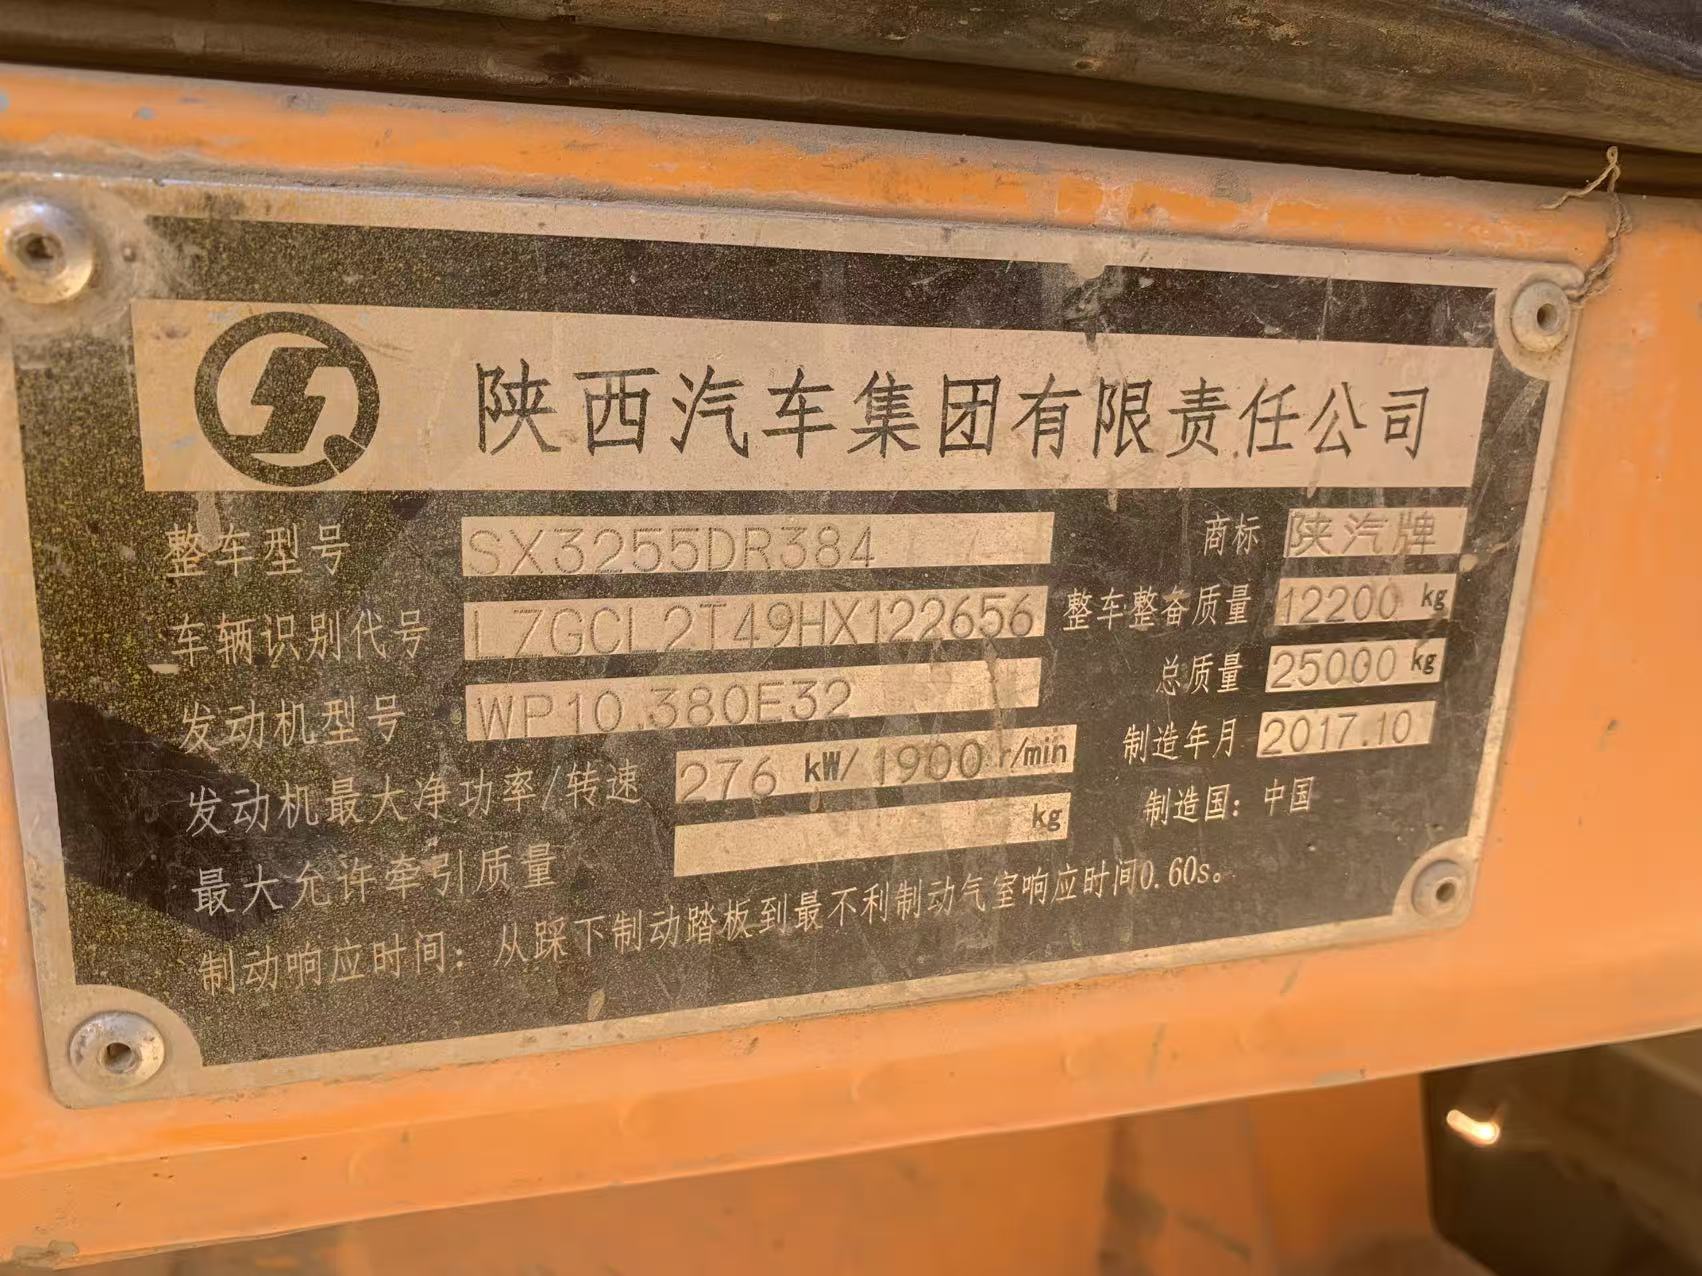 陕西汽车集团有限责任公司
整车型号 SX3255DR384 商标 陕汽牌
车辆识别代号 LZGCL2T49HX122656 整车整备质量 12200 kg
发动机型号 WP10.380E32 总质量 25000 kg
发动机最大净功率/转速 276 kW/ 1900 r/min 制造年月 2017.10
最大允许牵引质量 kg 制造国：中国
制动响应时间：从踩下制动踏板到最不利制动气室响应时间0.60s。